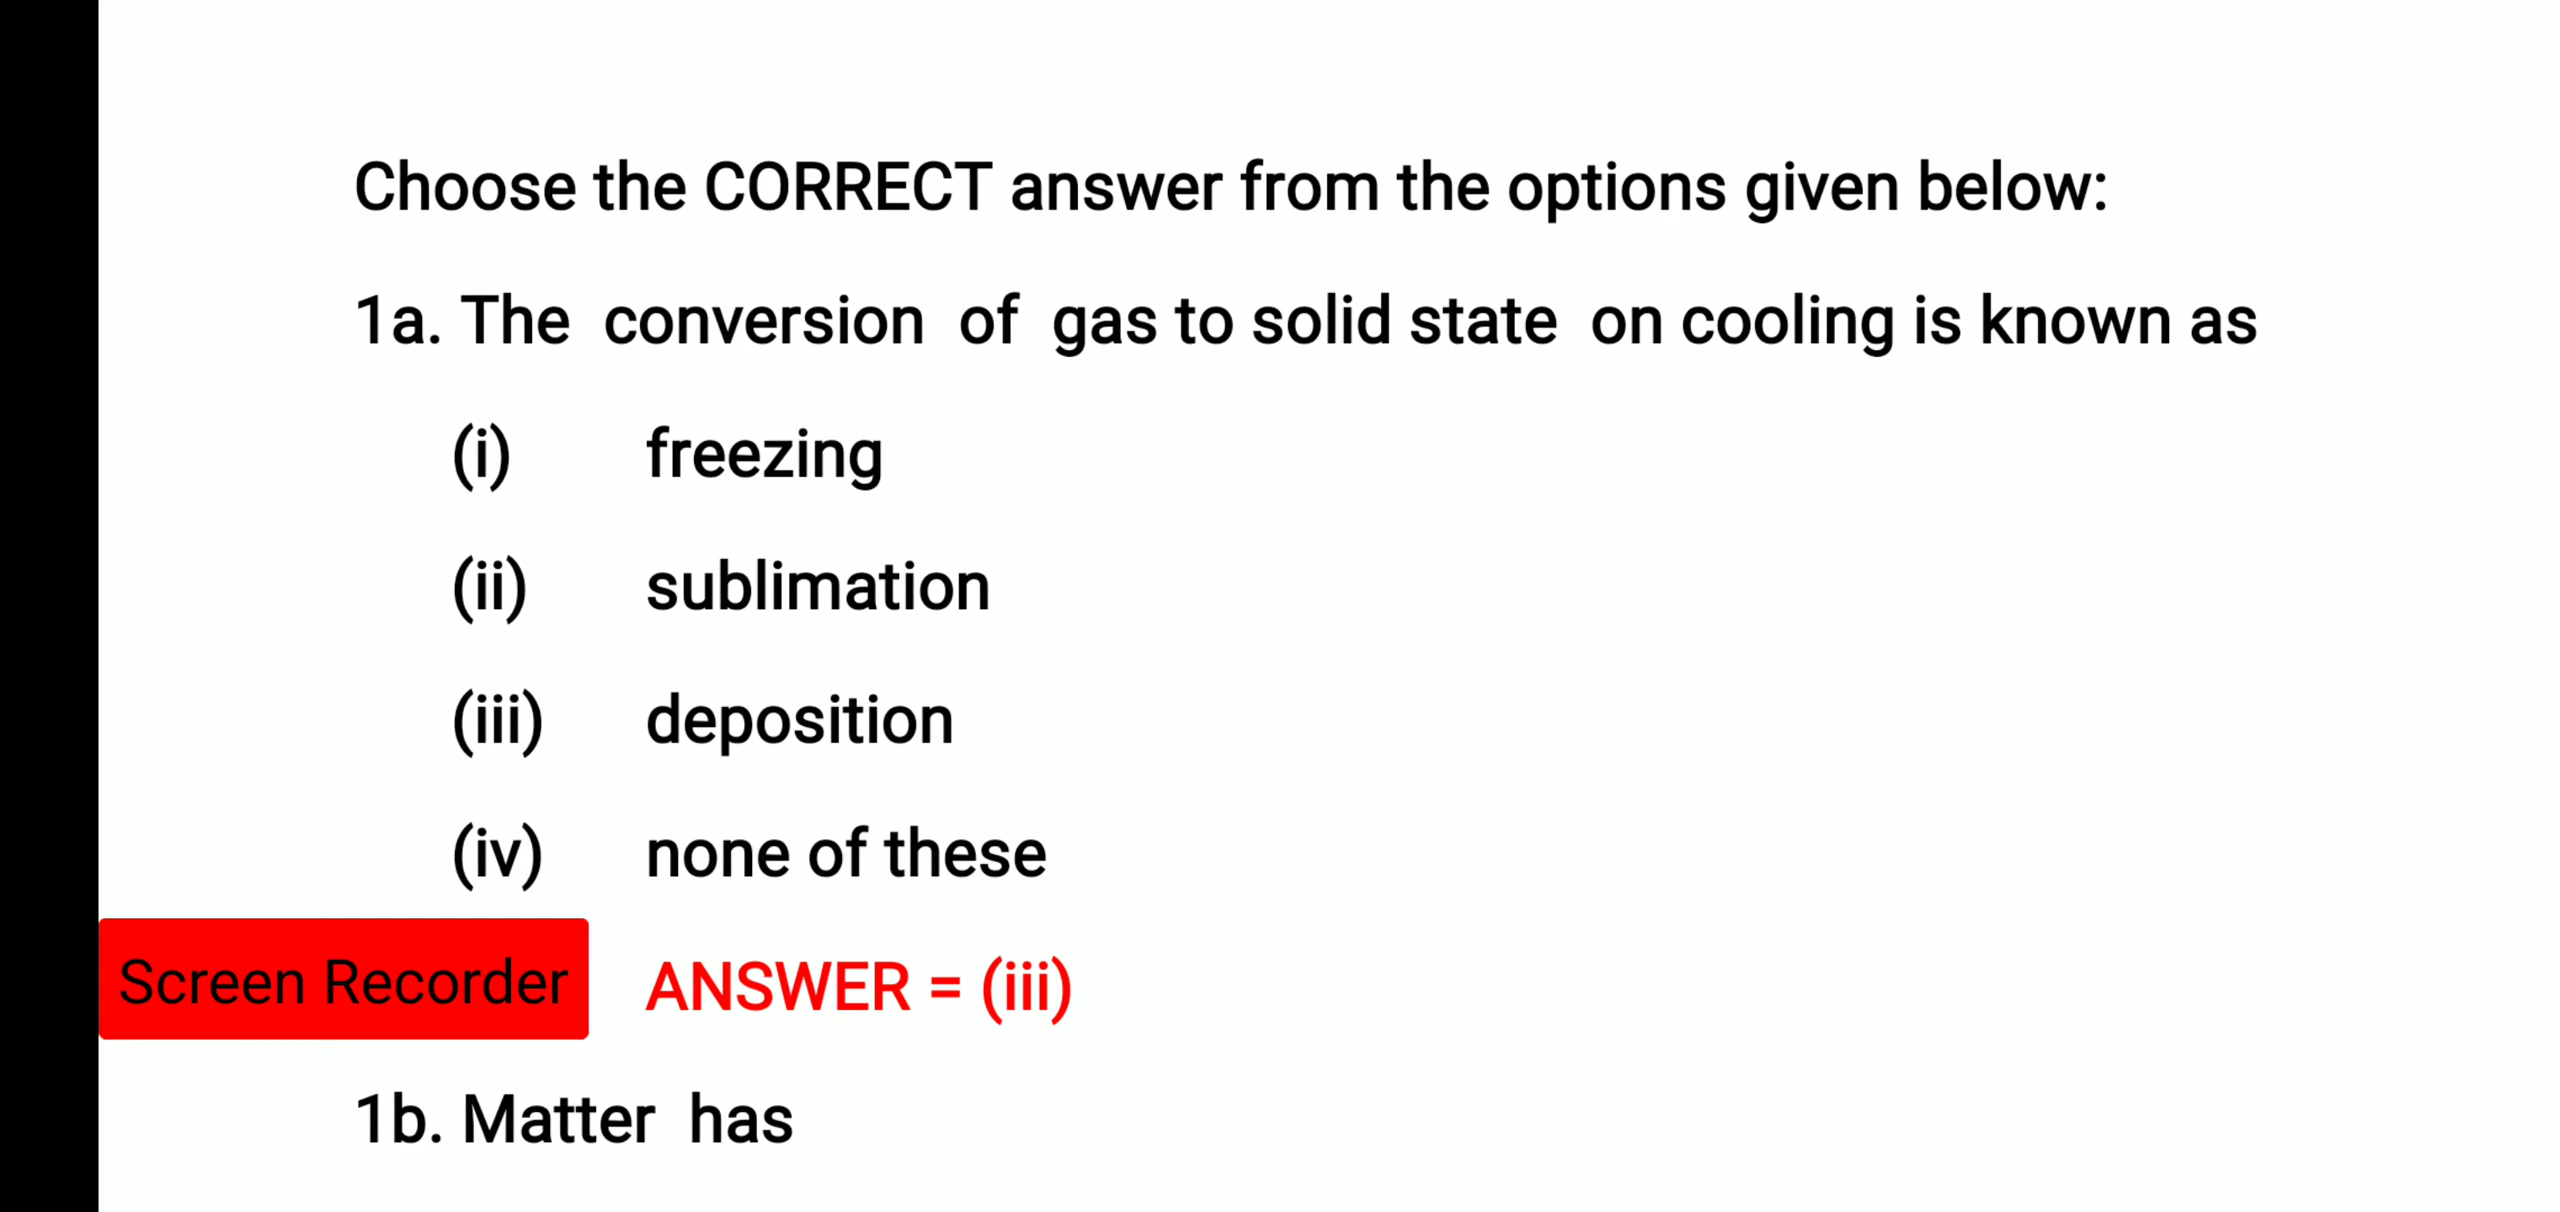 Choose the CORRECT answer from the options given below:
1a. The conversion of gas to solid state on cooling is known as
(i) freezing
(ii) sublimation
(iii) deposition
(iv) none of these
Screen Recorder ANSWER = (iii)
1b. Matter has